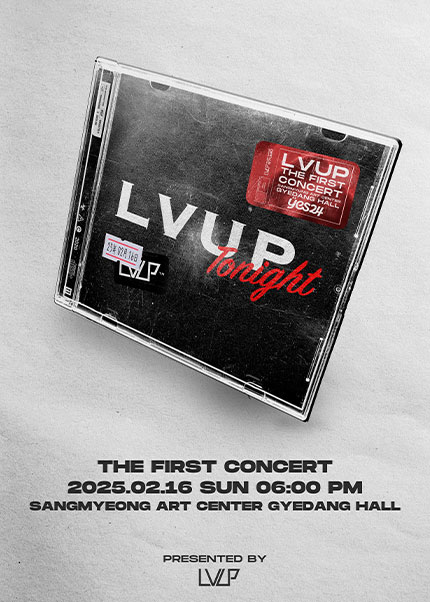 LVUP
THE FIRST
CONCERT
GYEDANG HALL
yes24
LVUP
Tonight
LVUP
THE FIRST CONCERT
2025.02.16 SUN 06:00 PM
SANGMYEONG ART CENTER GYEDANG HALL
PRESENTED BY
LVUP